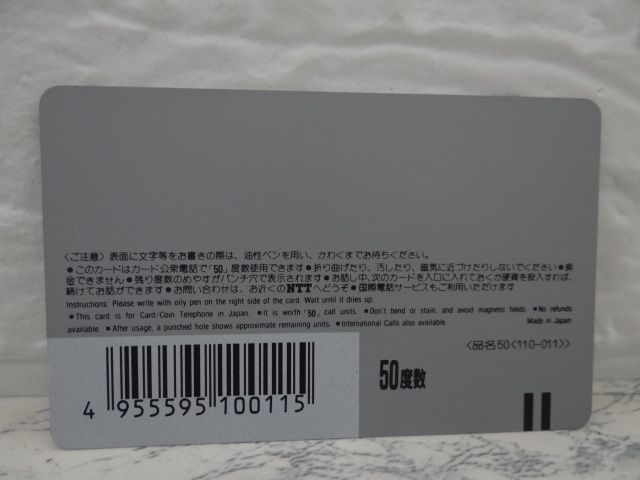 〈ご注意〉表面に文字等をお書きの際は、油性ペンを用い、かわくまでお待ちください。
●このカードはカード公衆電話で「50」度数使用できます●折り曲げたり、汚したり、磁気に近づけたりしないでください●換
金できません●残り度数のめやすがパンチ穴で表示されます●お話し中、次のカードを入口に入れておくか硬貨を投入すれば、
続けてお話ができます●お問い合わせは、お近くのNTTへどうぞ●国際電話サービスもご利用いただけます
Instructions: Please write with oily pen on the right side of the card. Wait until it dries up.
●This card is for Card/Coin Telephone in Japan. ●It is worth「50」call units. ●Don't bend or stain, and avoid magnetic fields. ●No refunds
available. ●After usage, a punched hole shows approximate remaining units. ●International Calls also available. Made in Japan
〈品名50〈110-011〉〉
50度数
4 955595 100115